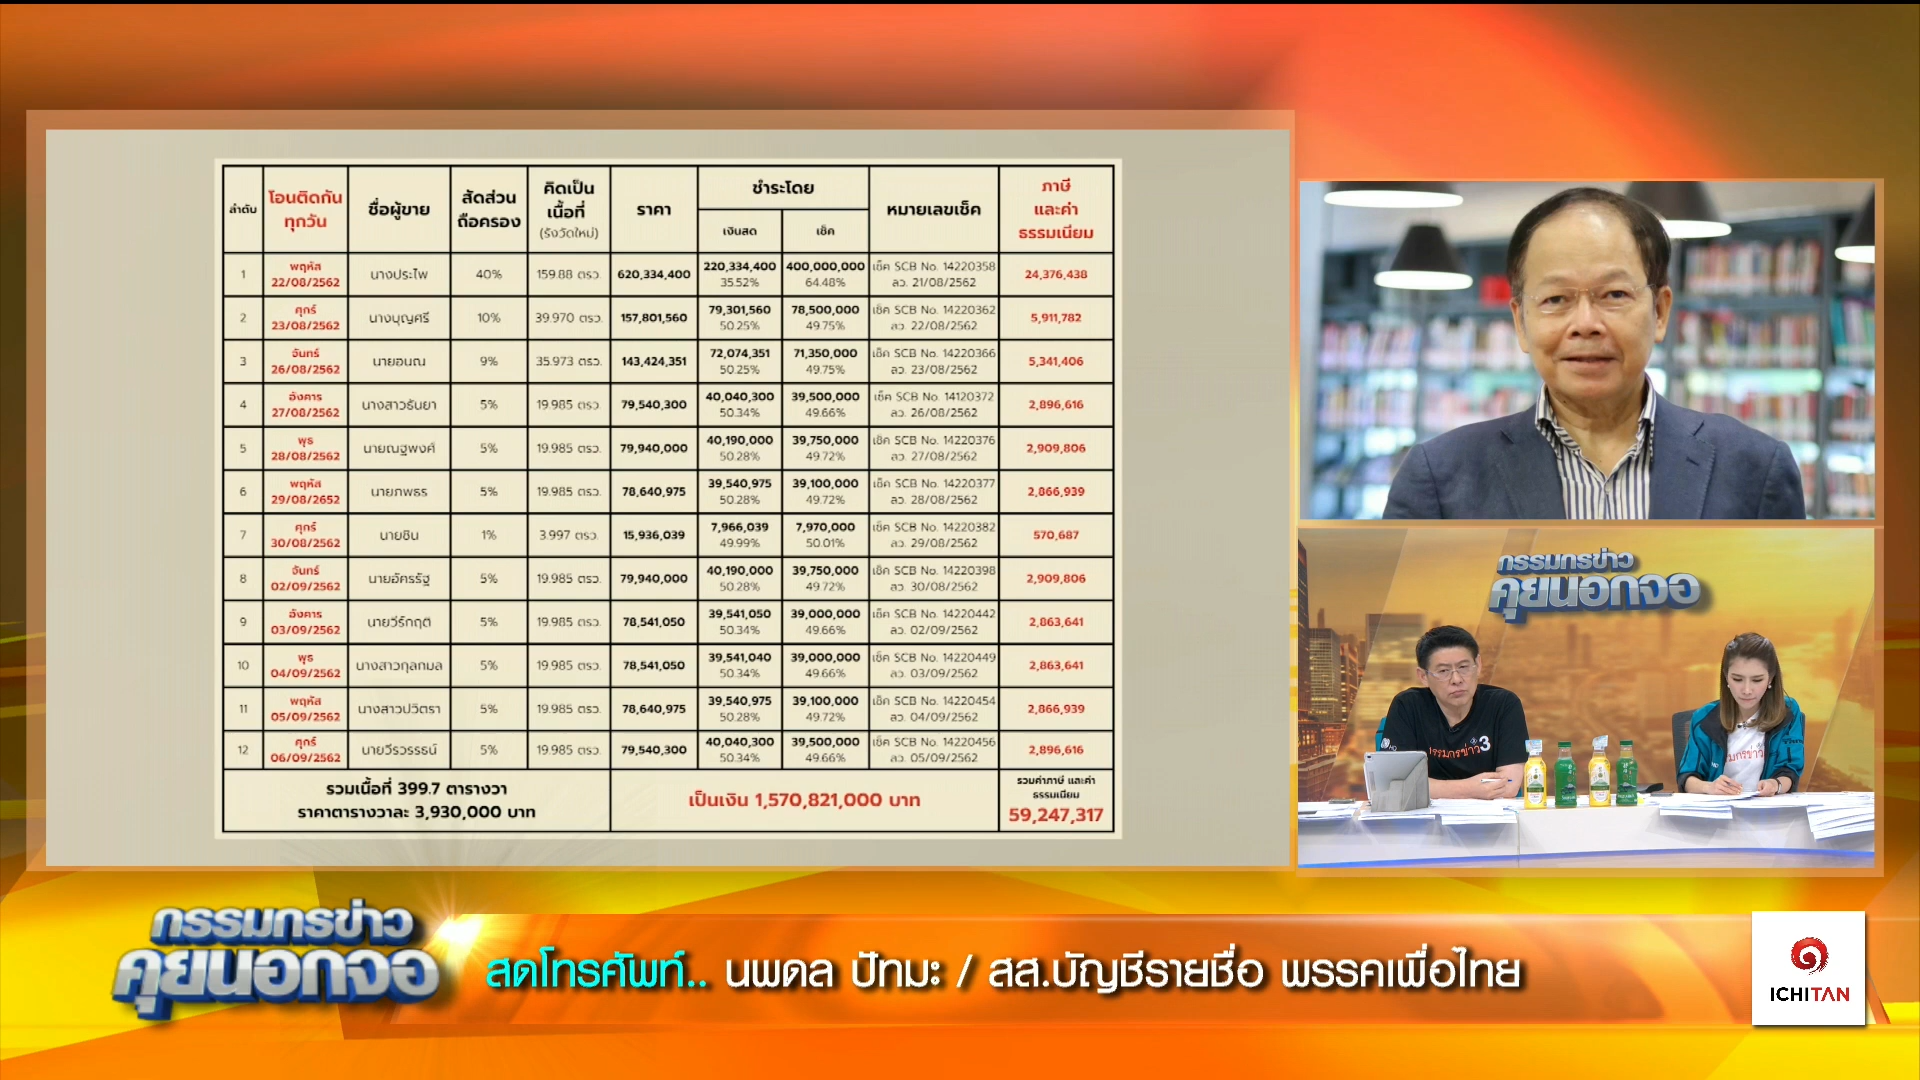 ลำดับ
โอนติดกัน
ทุกวัน
ชื่อผู้ขาย
สัดส่วน
ถือครอง
คิดเป็น
เนื้อที่
(รังวัดใหม่)
ราคา
ชำระโดย
เงินสด
เช็ค
หมายเลขเช็ค
ภาษี
และค่า
ธรรมเนียม
1 พฤหัส 22/08/2562 นางประไพ 40% 159.88 ตรว. 620,334,400 220,334,400 35.52% 400,000,000 64.48% เช็ค SCB No. 14220358 ลว. 21/08/2562 24,376,438
2 ศุกร์ 23/08/2562 นางบุญศรี 10% 39.970 ตรว. 157,801,560 79,301,560 50.25% 78,500,000 49.75% เช็ค SCB No. 14220362 ลว. 22/08/2562 5,911,782
3 จันทร์ 26/08/2562 นายอนณ 9% 35.973 ตรว. 143,424,351 72,074,351 50.25% 71,350,000 49.75% เช็ค SCB No. 14220366 ลว. 23/08/2562 5,341,406
4 อังคาร 27/08/2562 นางสาวธันยา 5% 19.985 ตรว. 79,540,300 40,040,300 50.34% 39,500,000 49.66% เช็ค SCB No. 14120372 ลว. 26/08/2562 2,896,616
5 พุธ 28/08/2562 นายณฐพงศ์ 5% 19.985 ตรว. 79,940,000 40,190,000 50.28% 39,750,000 49.72% เช็ค SCB No. 14220376 ลว. 27/08/2562 2,909,806
6 พฤหัส 29/08/2652 นายภพธร 5% 19.985 ตรว. 78,640,975 39,540,975 50.28% 39,100,000 49.72% เช็ค SCB No. 14220377 ลว. 28/08/2562 2,866,939
7 ศุกร์ 30/08/2562 นายชิน 1% 3.997 ตรว. 15,936,039 7,966,039 49.99% 7,970,000 50.01% เช็ค SCB No. 14220382 ลว. 29/08/2562 570,687
8 จันทร์ 02/09/2562 นายอัครรัฐ 5% 19.985 ตรว. 79,940,000 40,190,000 50.28% 39,750,000 49.72% เช็ค SCB No. 14220398 ลว. 30/08/2562 2,909,806
9 อังคาร 03/09/2562 นายวีรักฤติ 5% 19.985 ตรว. 78,541,050 39,541,050 50.34% 39,000,000 49.66% เช็ค SCB No. 14220442 ลว. 02/09/2562 2,863,641
10 พุธ 04/09/2562 นางสาวกุลกมล 5% 19.985 ตรว. 78,541,050 39,541,040 50.34% 39,000,000 49.66% เช็ค SCB No. 14220449 ลว. 03/09/2562 2,863,641
11 พฤหัส 05/09/2562 นางสาวปวิตรา 5% 19.985 ตรว. 78,640,975 39,540,975 50.28% 39,100,000 49.72% เช็ค SCB No. 14220454 ลว. 04/09/2562 2,866,939
12 ศุกร์ 06/09/2562 นายวีรวรรธน์ 5% 19.985 ตรว. 79,540,300 40,040,300 50.34% 39,500,000 49.66% เช็ค SCB No. 14220456 ลว. 05/09/2562 2,896,616
รวมเนื้อที่ 399.7 ตารางวา
ราคาตารางวาละ 3,930,000 บาท
เป็นเงิน 1,570,821,000 บาท
รวมค่าภาษี และค่า
ธรรมเนียม
59,247,317
กรรมกรข่าว
คุยนอกจอ
กรรมกรข่าว 3
กรรมกรข่าว
กรรมกรข่าว
คุยนอกจอ
สดโทรศัพท์.. นพดล ปัทมะ / สส.บัญชีรายชื่อ พรรคเพื่อไทย
ICHITAN